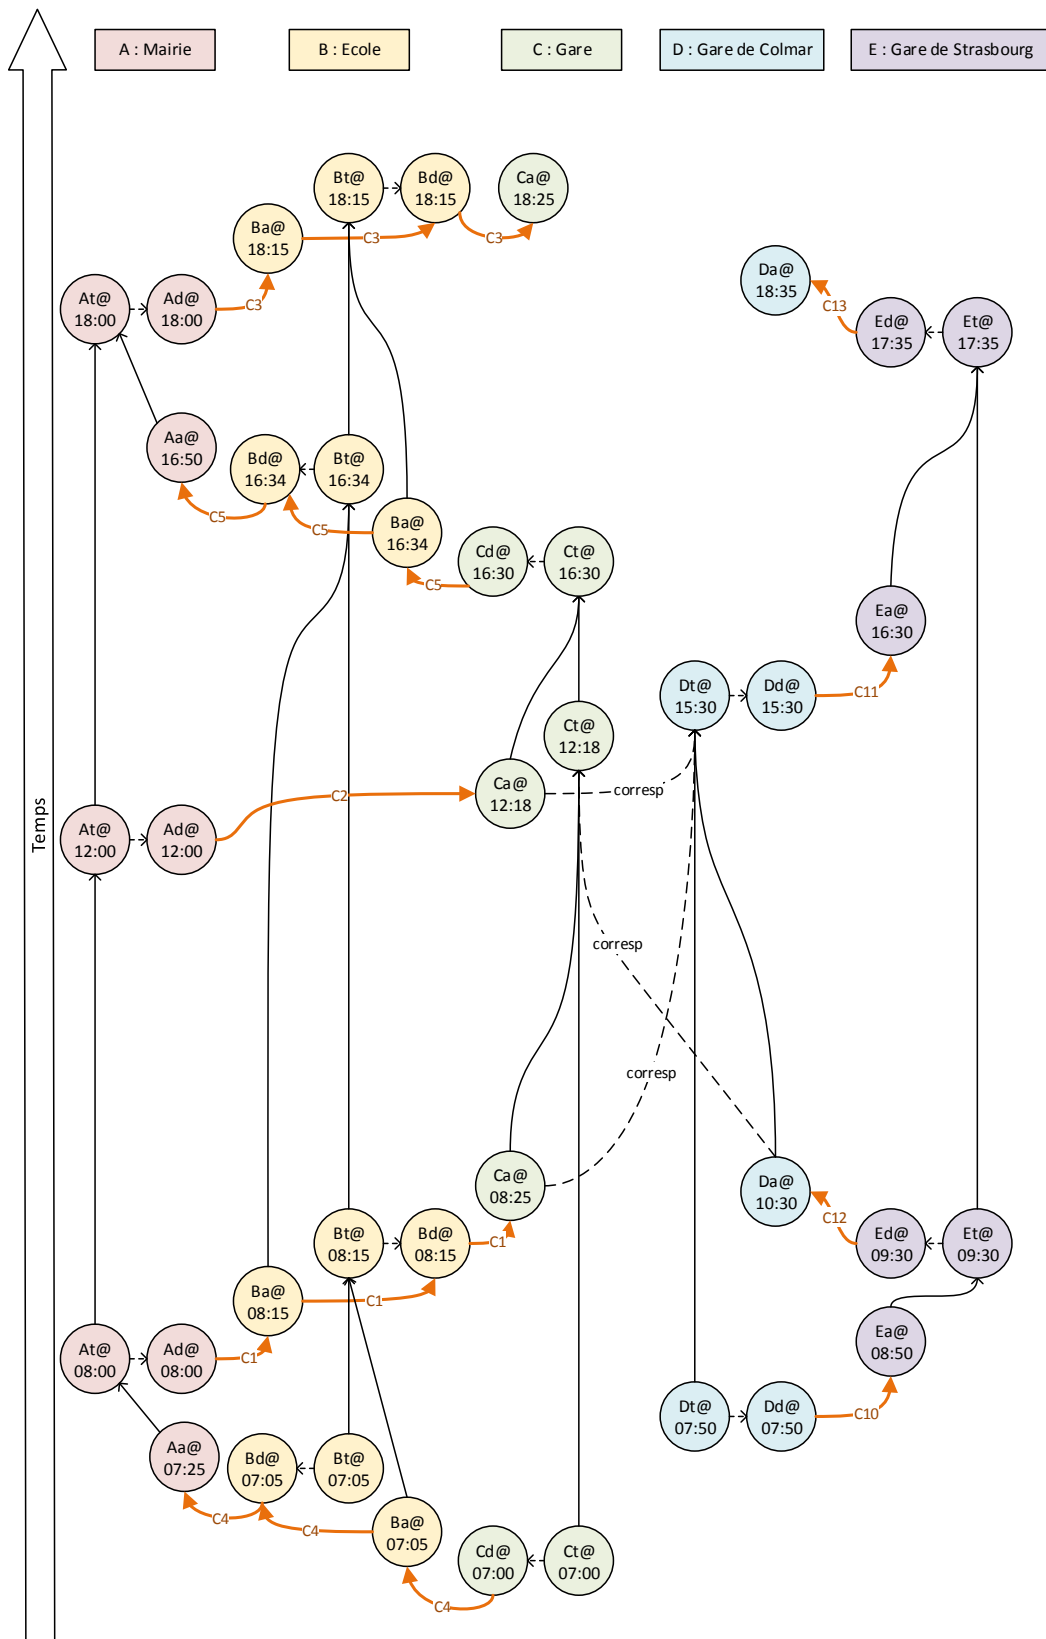 A : Mairie
B : Ecole
C : Gare
D : Gare de Colmar
E : Gare de Strasbourg
Bt@
18:15
Bd@
18:15
Ca@
18:25
Ba@
18:15
C3
C3
At@
18:00
Ad@
18:00
C3
Da@
18:35
C13
Ed@
17:35
Et@
17:35
Aa@
16:50
Bd@
16:34
Bt@
16:34
C5
C5
Ba@
16:34
Cd@
16:30
Ct@
16:30
C5
Ea@
16:30
Dt@
15:30
Dd@
15:30
C11
Ct@
12:18
Ca@
12:18
corresp
C2
Temps
At@
12:00
Ad@
12:00
corresp
corresp
Ca@
08:25
Da@
10:30
C12
Bt@
08:15
Bd@
08:15
C1
Ed@
09:30
Et@
09:30
Ba@
08:15
C1
At@
08:00
Ad@
08:00
C1
Ea@
08:50
Dt@
07:50
Dd@
07:50
C10
Aa@
07:25
Bd@
07:05
Bt@
07:05
C4
C4
Ba@
07:05
Cd@
07:00
Ct@
07:00
C4